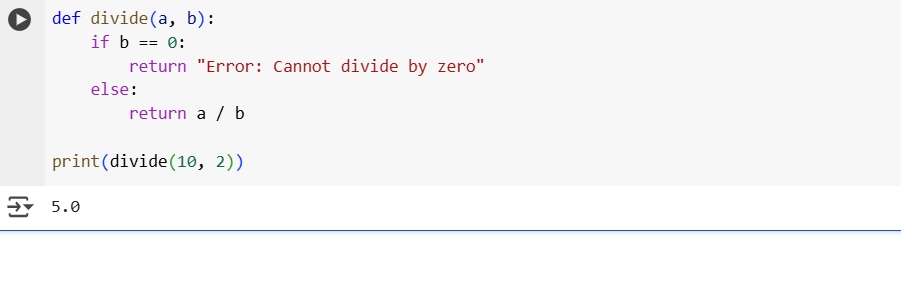 def divide(a, b):
    if b == 0:
        return "Error: Cannot divide by zero"
    else:
        return a / b

print(divide(10, 2))
5.0